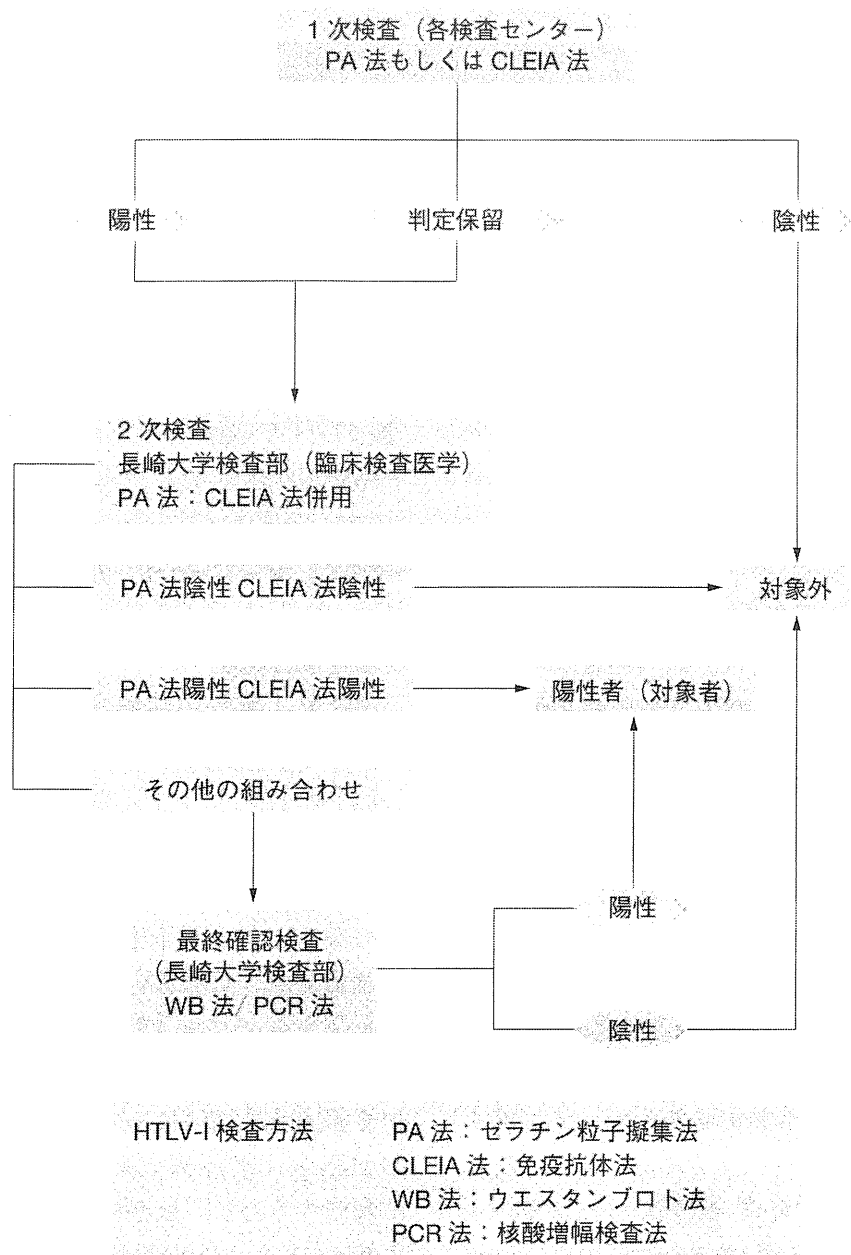 1 次検査（各検査センター）
PA 法もしくは CLEIA 法
陽性
判定保留
陰性
2 次検査
長崎大学検査部（臨床検査医学）
PA 法：CLEIA 法併用
PA 法陰性 CLEIA 法陰性
対象外
PA 法陽性 CLEIA 法陽性
陽性者（対象者）
その他の組み合わせ
陽性
最終確認検査
（長崎大学検査部）
WB 法/ PCR 法
陰性
HTLV-I 検査方法 PA 法：ゼラチン粒子擬集法
CLEIA 法：免疫抗体法
WB 法：ウエスタンブロト法
PCR 法：核酸増幅検査法